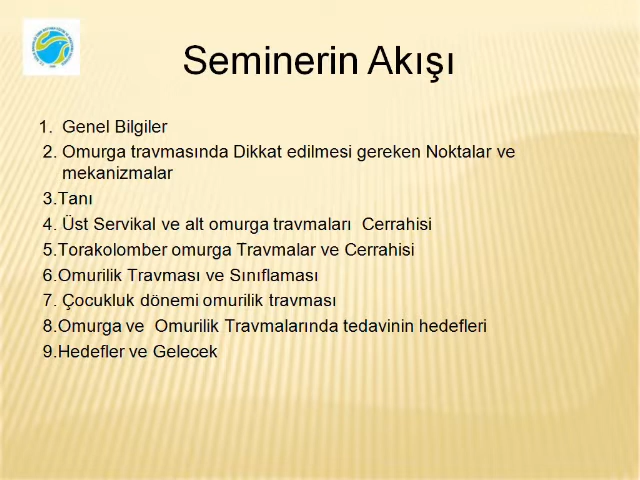 Seminerin Akışı
1. Genel Bilgiler
2. Omurga travmasında Dikkat edilmesi gereken Noktalar ve
mekanizmalar
3.Tanı
4. Üst Servikal ve alt omurga travmaları Cerrahisi
5.Torakolomber omurga Travmalar ve Cerrahisi
6.Omurilik Travması ve Sınıflaması
7. Çocukluk dönemi omurilik travması
8.Omurga ve Omurilik Travmalarında tedavinin hedefleri
9.Hedefler ve Gelecek